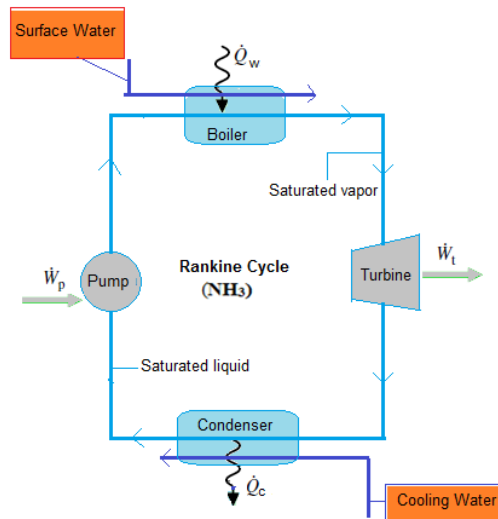 Surface Water
Q̇w
Boiler
Saturated vapor
Ẇp
Pump
Rankine Cycle
(NH₃)
Turbine
Ẇt
Saturated liquid
Condenser
Q̇c
Cooling Water